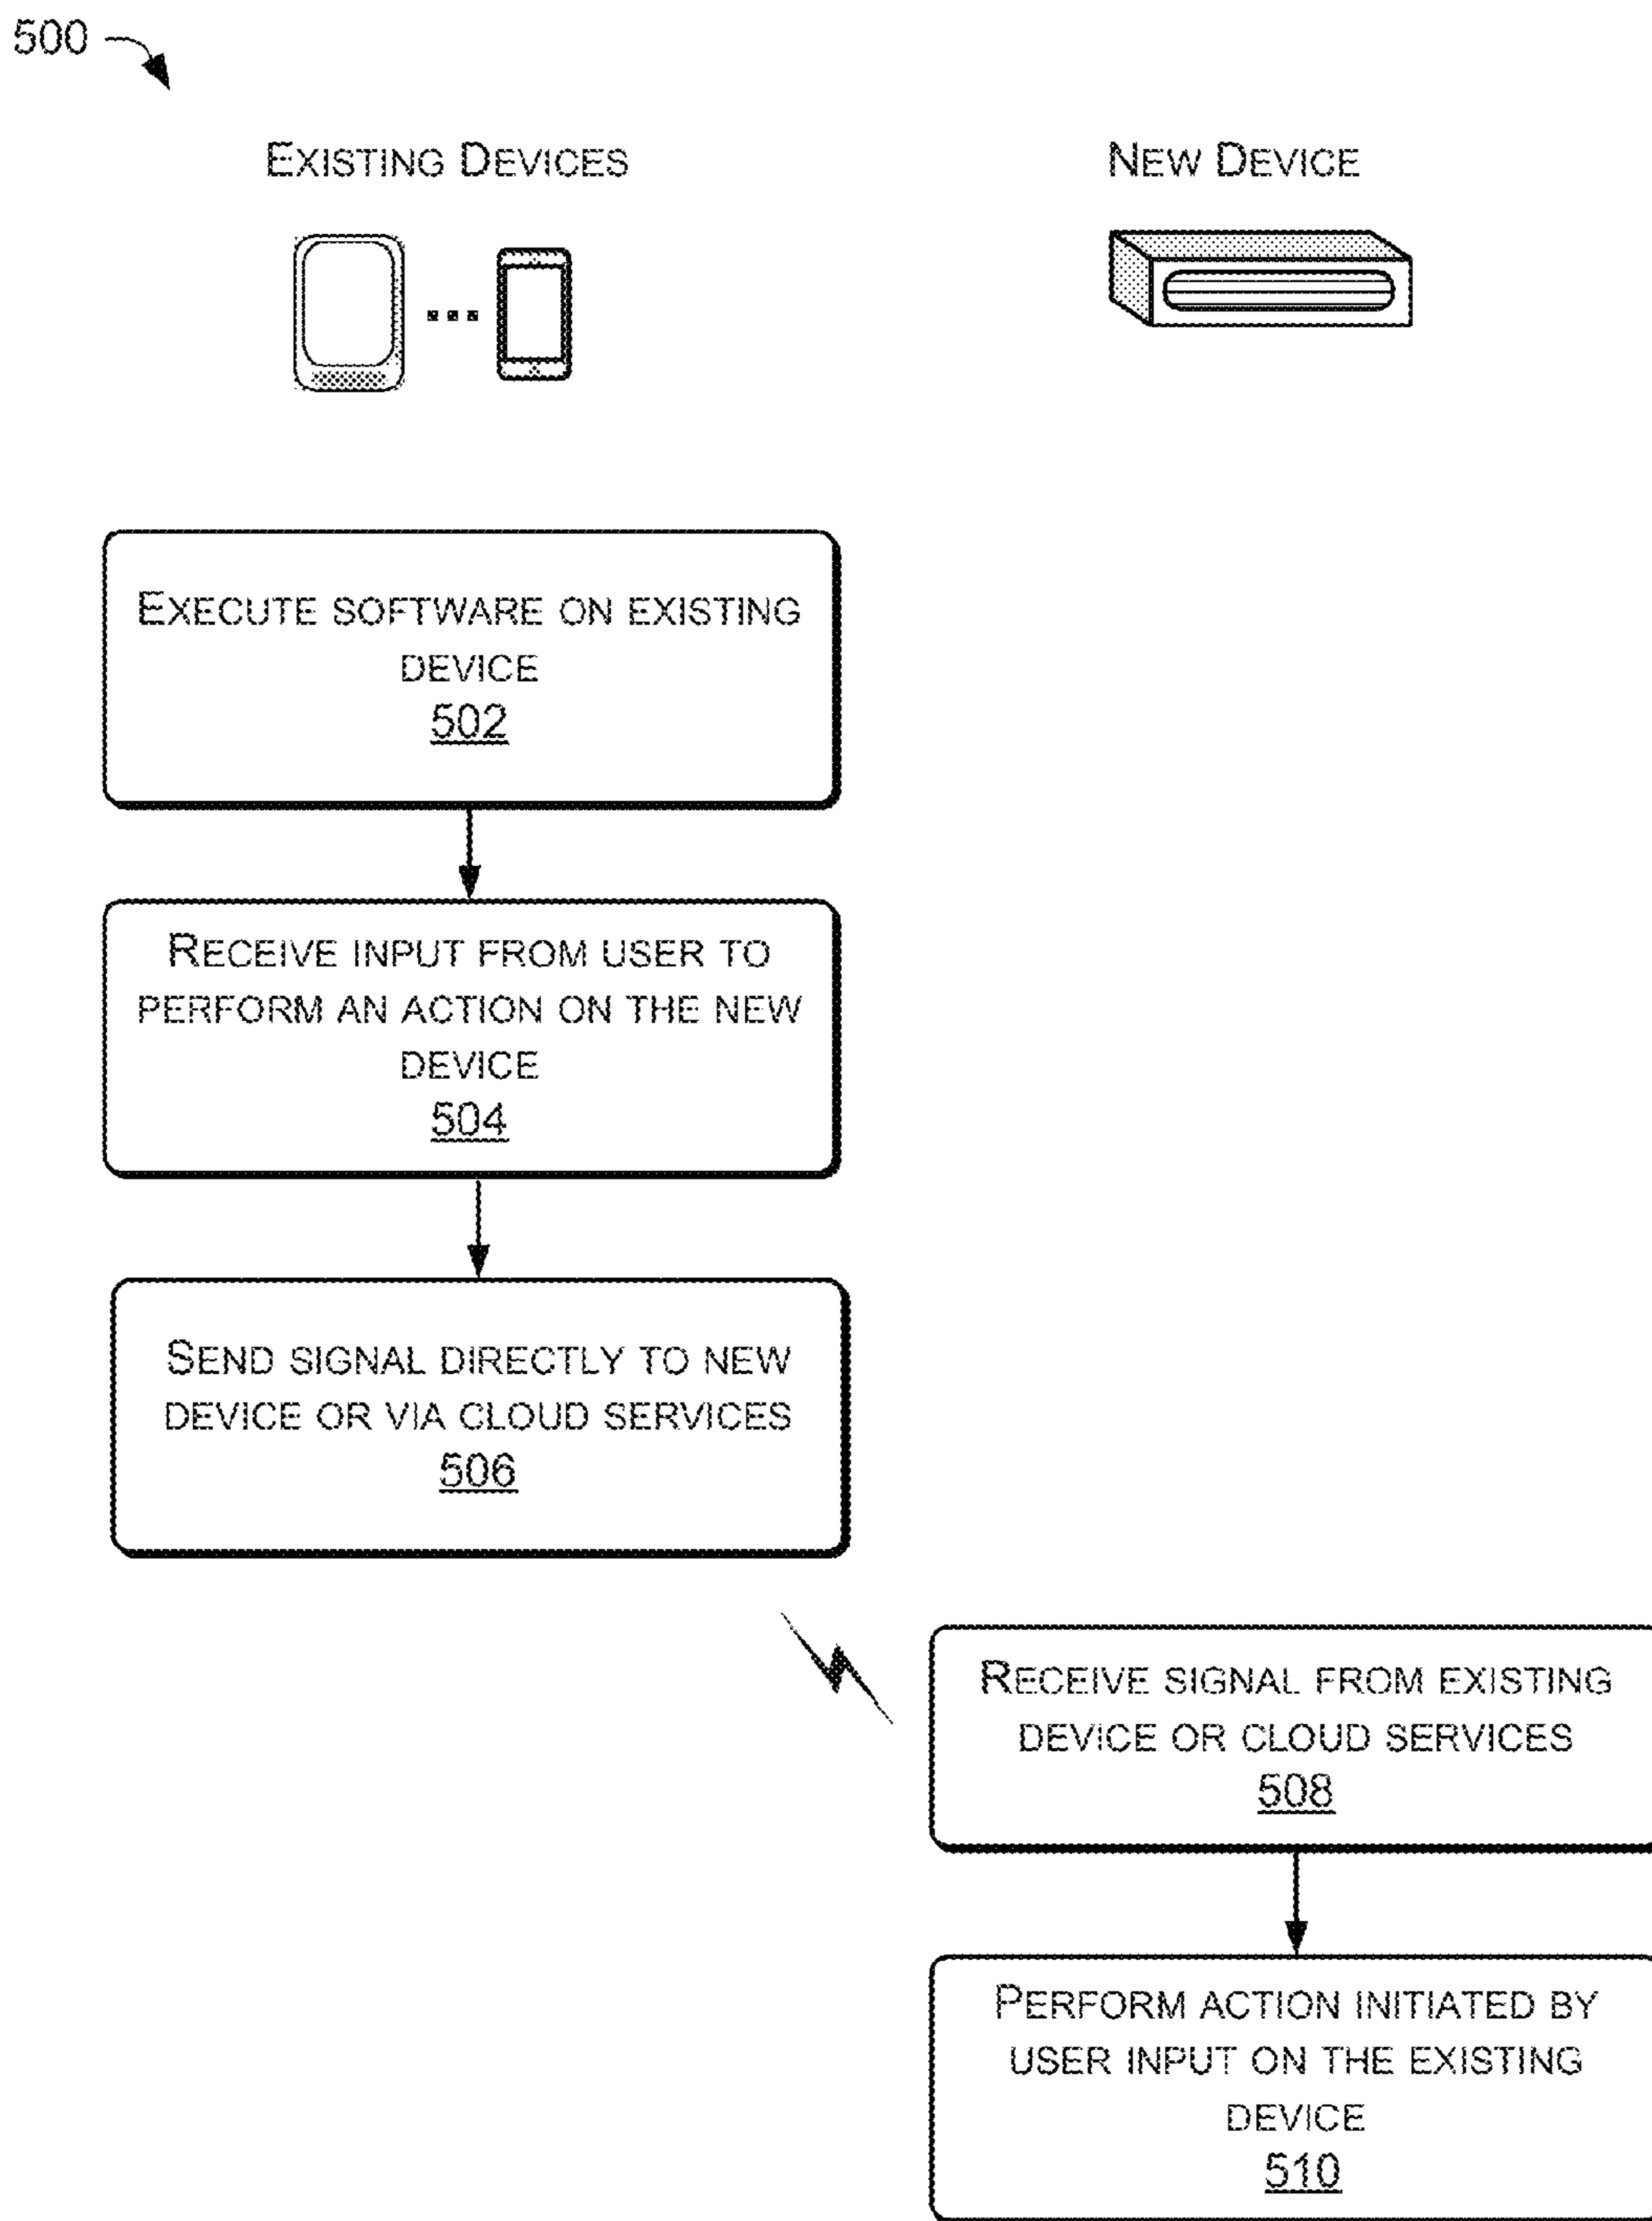 500
EXISTING DEVICES
NEW DEVICE
EXECUTE SOFTWARE ON EXISTING
DEVICE
502
RECEIVE INPUT FROM USER TO
PERFORM AN ACTION ON THE NEW
DEVICE
504
SEND SIGNAL DIRECTLY TO NEW
DEVICE OR VIA CLOUD SERVICES
506
RECEIVE SIGNAL FROM EXISTING
DEVICE OR CLOUD SERVICES
508
PERFORM ACTION INITIATED BY
USER INPUT ON THE EXISTING
DEVICE
510